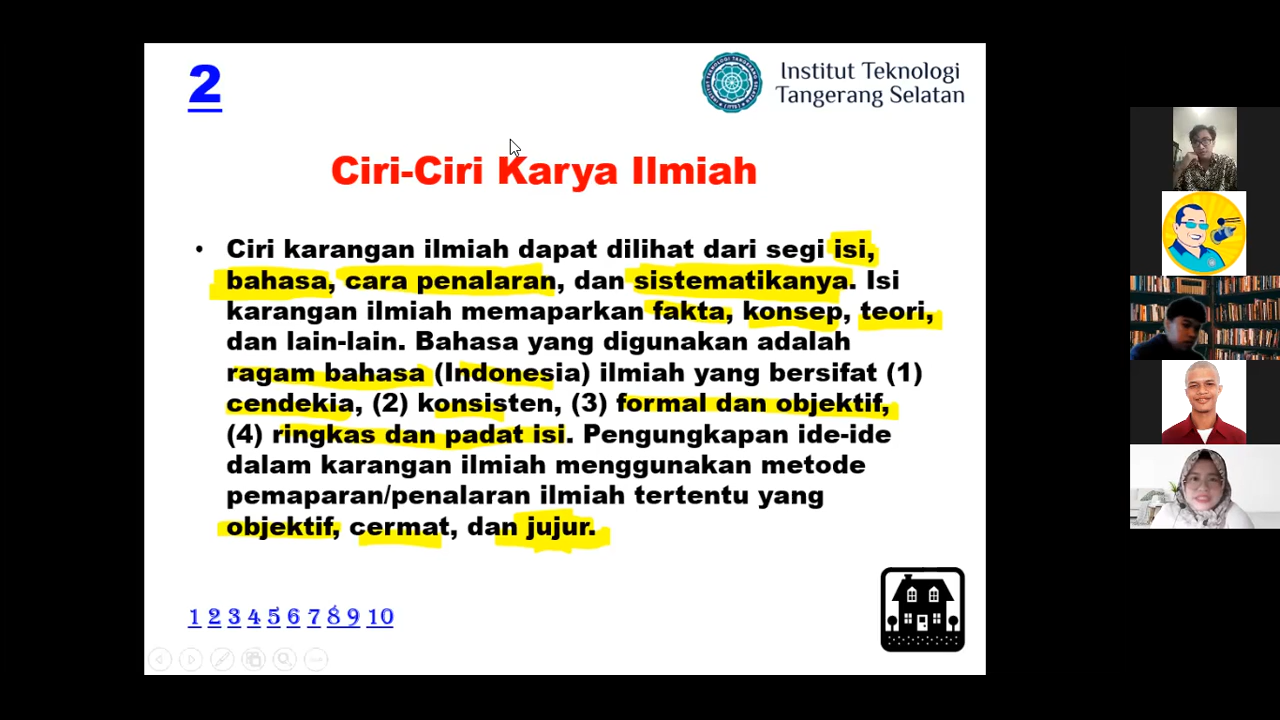 2
Institut Teknologi
Tangerang Selatan
Ciri-Ciri Karya Ilmiah
• Ciri karangan ilmiah dapat dilihat dari segi isi,
bahasa, cara penalaran, dan sistematikanya. Isi
karangan ilmiah memaparkan fakta, konsep, teori,
dan lain-lain. Bahasa yang digunakan adalah
ragam bahasa (Indonesia) ilmiah yang bersifat (1)
cendekia, (2) konsisten, (3) formal dan objektif,
(4) ringkas dan padat isi. Pengungkapan ide-ide
dalam karangan ilmiah menggunakan metode
pemaparan/penalaran ilmiah tertentu yang
objektif, cermat, dan jujur.
1 2 3 4 5 6 7 8 9 10